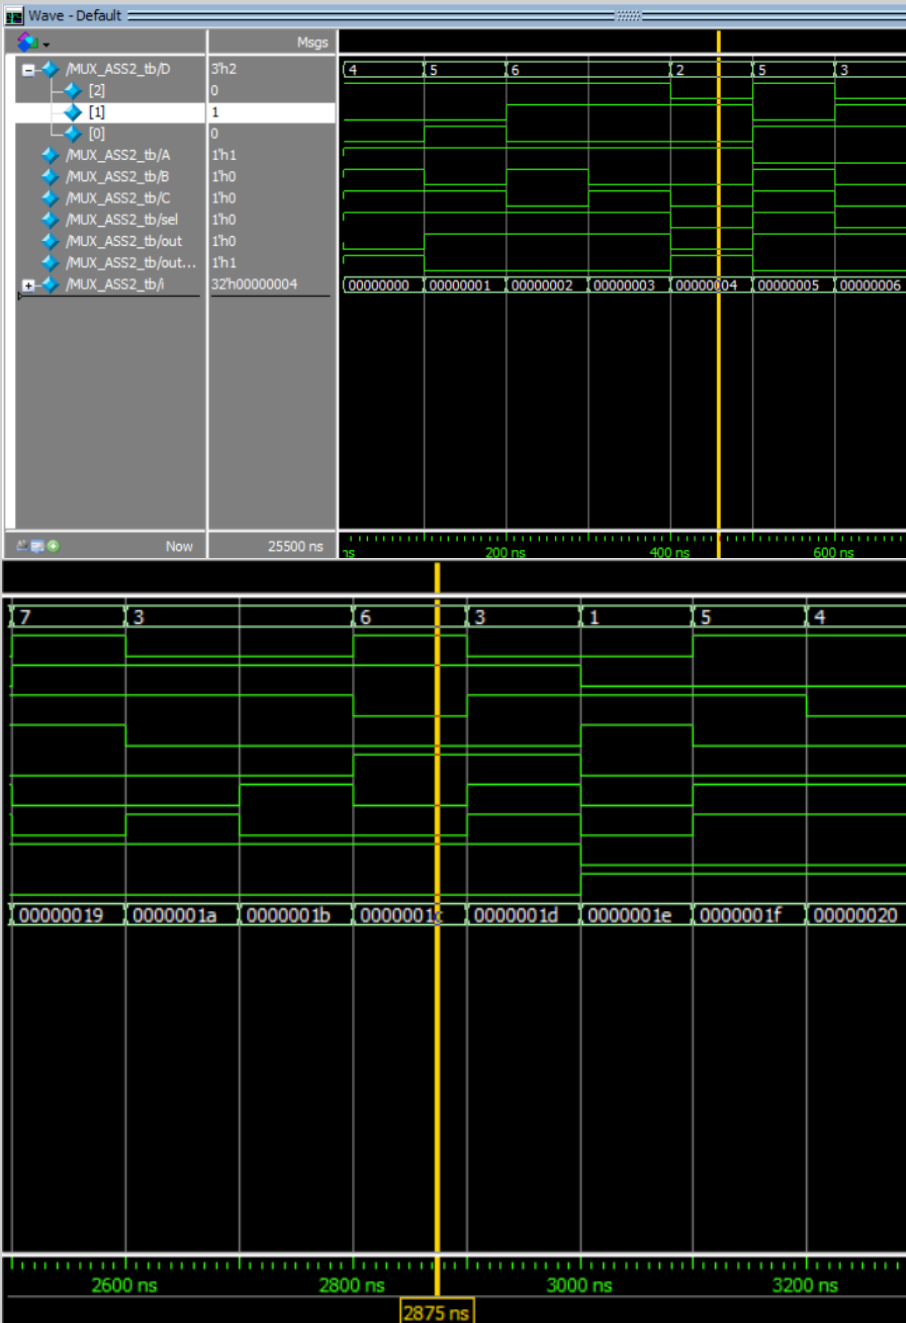 Wave - Default
Msgs
/MUX_ASS2_tb/D 3'h2 4 5 6 2 5 3
[2] 0
[1] 1
[0] 0
/MUX_ASS2_tb/A 1'h1
/MUX_ASS2_tb/B 1'h0
/MUX_ASS2_tb/C 1'h0
/MUX_ASS2_tb/sel 1'h0
/MUX_ASS2_tb/out 1'h0
/MUX_ASS2_tb/out... 1'h1
/MUX_ASS2_tb/i 32'h00000004 00000000 00000001 00000002 00000003 00000004 00000005 00000006
Now 25500 ns ns 200 ns 400 ns 600 ns
7 3 6 3 1 5 4
00000019 0000001a 0000001b 0000001c 0000001d 0000001e 0000001f 00000020
2600 ns 2800 ns 3000 ns 3200 ns
2875 ns